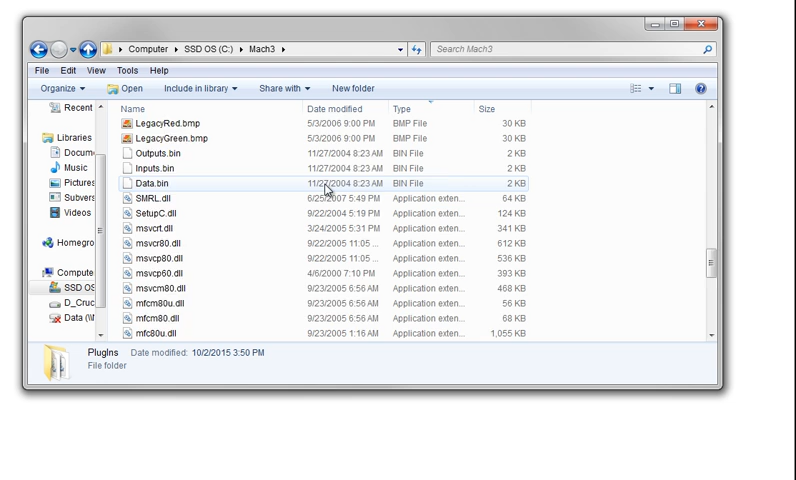 Computer SSD OS (C:) Mach3
Search Mach3
File Edit View Tools Help
Organize Open Include in library Share with New folder
Name Date modified Type Size
LegacyRed.bmp 5/3/2006 9:00 PM BMP File 30 KB
LegacyGreen.bmp 5/3/2006 9:00 PM BMP File 30 KB
Outputs.bin 11/27/2004 8:23 AM BIN File 2 KB
Inputs.bin 11/27/2004 8:23 AM BIN File 2 KB
Data.bin 11/27/2004 8:23 AM BIN File 2 KB
SMRL.dll 6/25/2007 5:49 PM Application exten... 64 KB
SetupC.dll 9/22/2004 5:19 PM Application exten... 124 KB
msvcrt.dll 3/24/2005 5:31 PM Application exten... 341 KB
msvcr80.dll 9/22/2005 11:05 ... Application exten... 612 KB
msvcp80.dll 9/22/2005 11:05 ... Application exten... 536 KB
msvcp60.dll 4/6/2000 7:10 PM Application exten... 393 KB
msvcm80.dll 9/23/2005 6:56 AM Application exten... 468 KB
mfcm80u.dll 9/23/2005 6:56 AM Application exten... 56 KB
mfcm80.dll 9/23/2005 6:56 AM Application exten... 68 KB
mfc80u.dll 9/23/2005 1:16 AM Application exten... 1,055 KB
Recent
Libraries
Docum
Music
Pictures
Subvers
Videos
Homegro
Compute
SSD OS
D_Cruc
Data (\\
PlugIns Date modified: 10/2/2015 3:50 PM
File folder